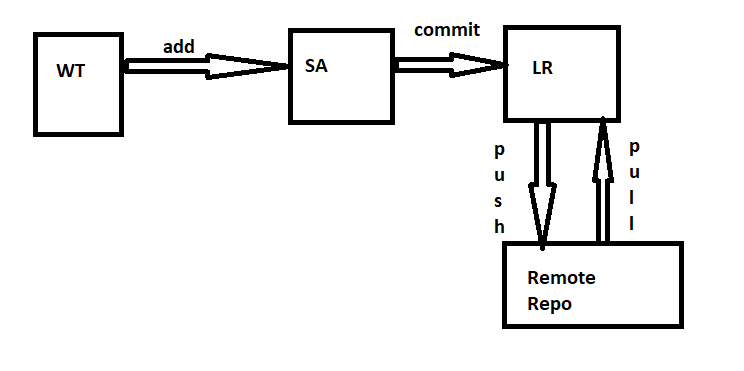 WT
add
SA
commit
LR
push
pull
Remote
Repo